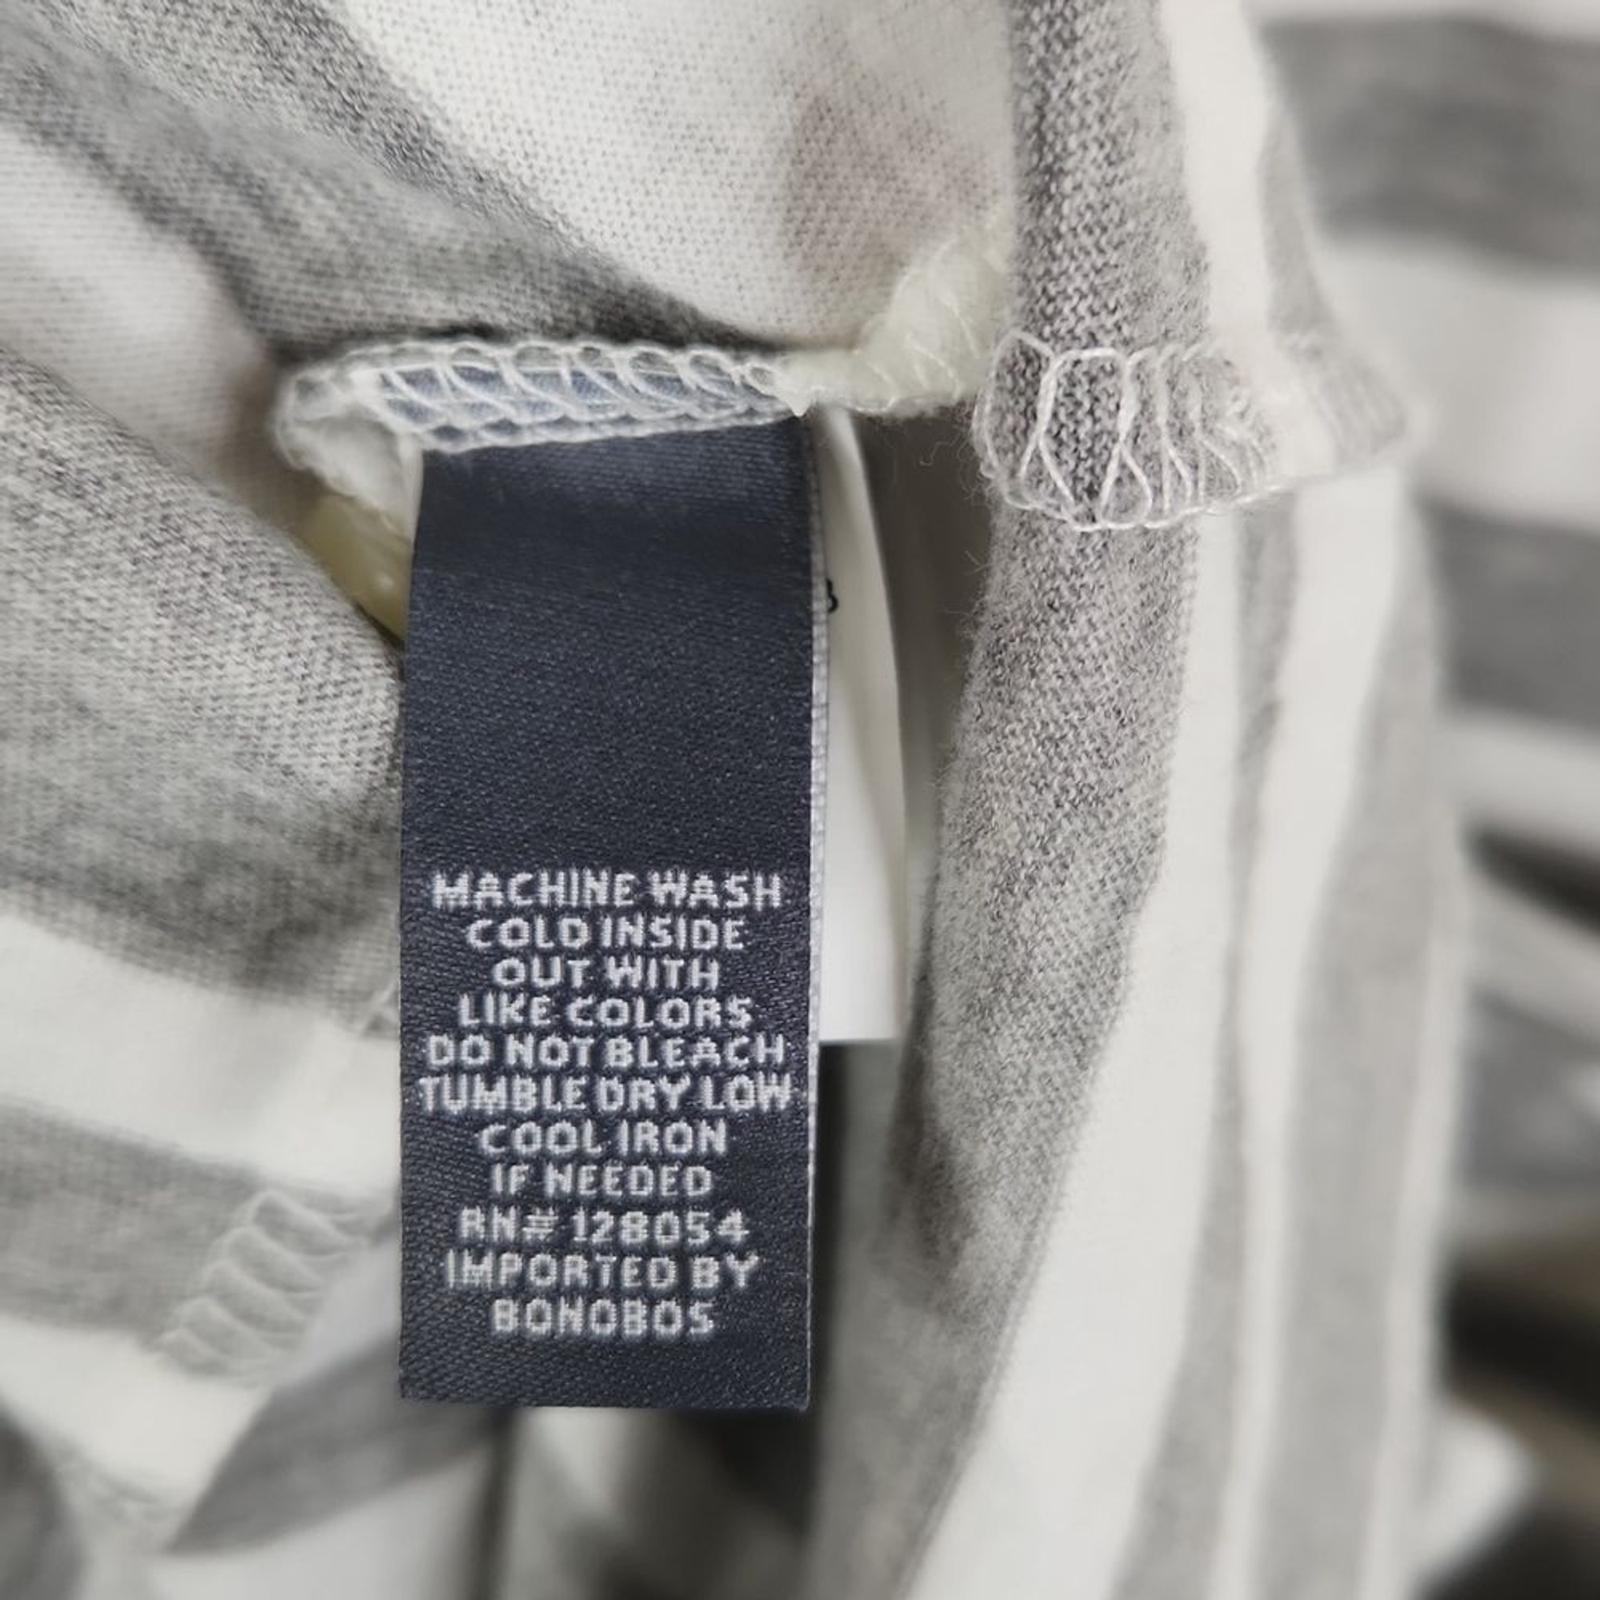 MACHINE WASH
COLD INSIDE
OUT WITH
LIKE COLORS
DO NOT BLEACH
TUMBLE DRY LOW
COOL IRON
IF NEEDED
RN# 128054
IMPORTED BY
BONOBOS